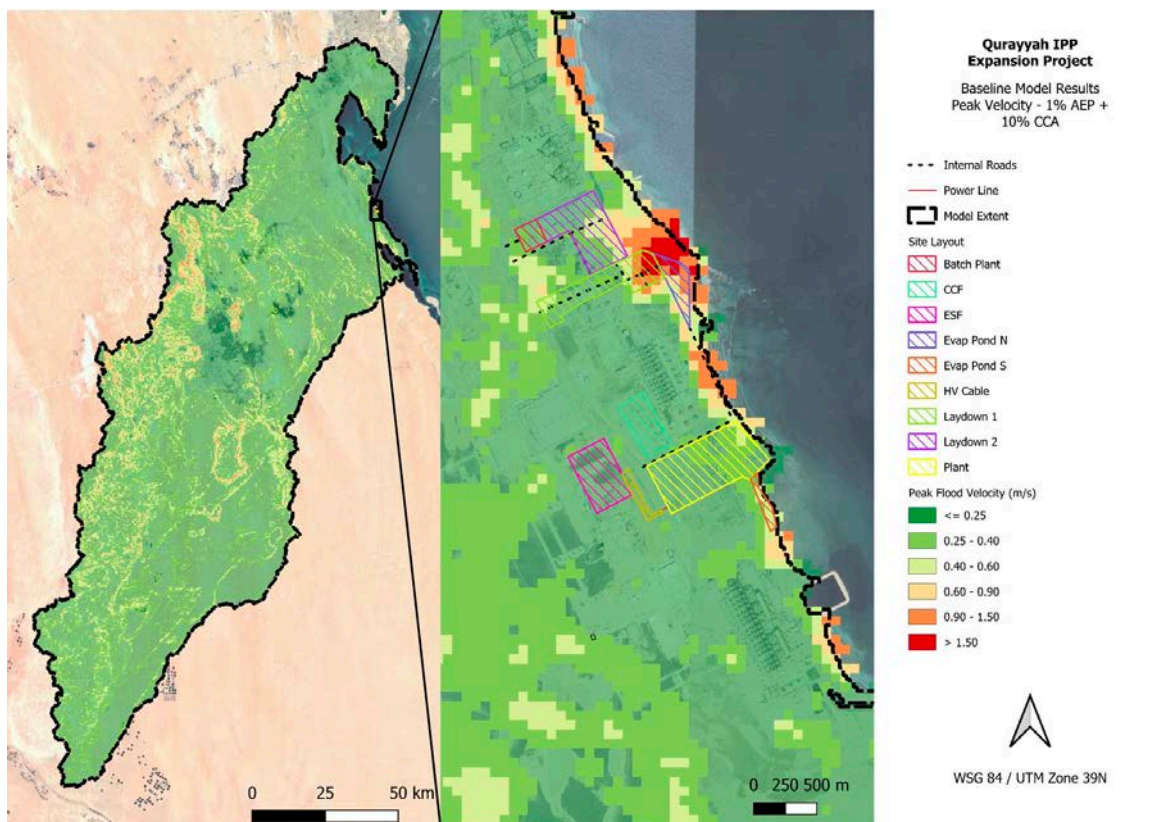 Qurayyah IPP
Expansion Project
Baseline Model Results
Peak Velocity - 1% AEP +
10% CCA
Internal Roads
Power Line
Model Extent
Site Layout
Batch Plant
CCF
ESF
Evap Pond N
Evap Pond S
HV Cable
Laydown 1
Laydown 2
Plant
Peak Flood Velocity (m/s)
<= 0.25
0.25 - 0.40
0.40 - 0.60
0.60 - 0.90
0.90 - 1.50
> 1.50
WSG 84 / UTM Zone 39N
0 25 50 km
0 250 500 m